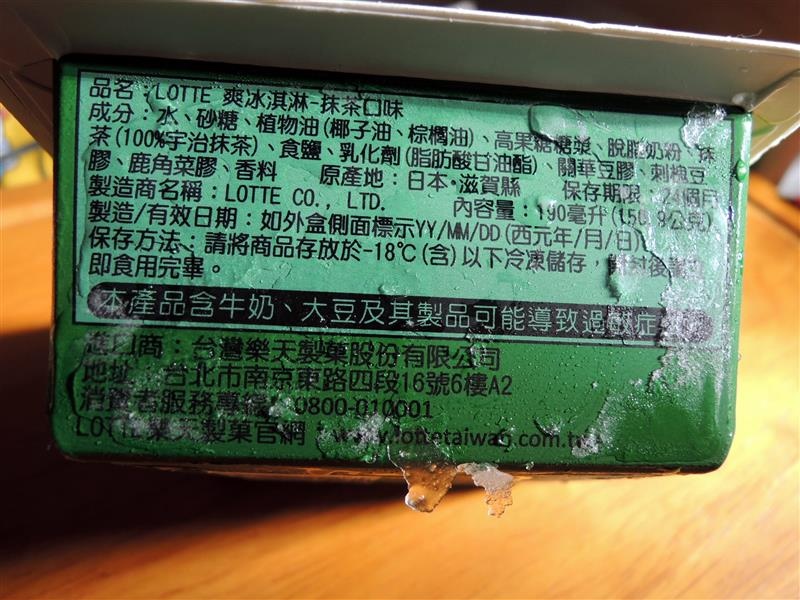 品名：LOTTE 爽冰淇淋-抹茶口味
成分：水、砂糖、植物油(椰子油、棕櫚油)、高果糖糖漿、脫脂奶粉、抹
茶(100%宇治抹茶)、食鹽、乳化劑(脂肪酸甘油酯)、關華豆膠、刺槐豆
膠、鹿角菜膠、香料 原產地：日本·滋賀縣 保存期限：24個月
製造商名稱：LOTTE CO., LTD. 內容量：190毫升(150.9公克)
製造/有效日期：如外盒側面標示YY/MM/DD(西元年/月/日)
保存方法：請將商品存放於-18℃(含)以下冷凍儲存，開封後
即食用完畢。
本產品含牛奶、大豆及其製品可能導致過敏症
進口商：台灣樂天製菓股份有限公司
地址：台北市南京東路四段16號6樓A2
消費者服務專線：0800-010001
LOTTE樂天製菓官網：www.lottetaiwan.com.tw